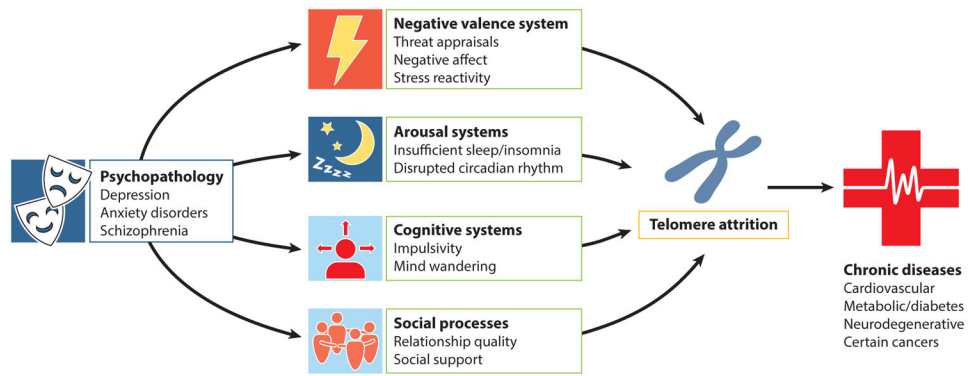 Negative valence system
Threat appraisals
Negative affect
Stress reactivity
Arousal systems
Insufficient sleep/insomnia
Disrupted circadian rhythm
Zzzz
Psychopathology
Depression
Anxiety disorders
Schizophrenia
Cognitive systems
Impulsivity
Mind wandering
Social processes
Relationship quality
Social support
Telomere attrition
Chronic diseases
Cardiovascular
Metabolic/diabetes
Neurodegenerative
Certain cancers